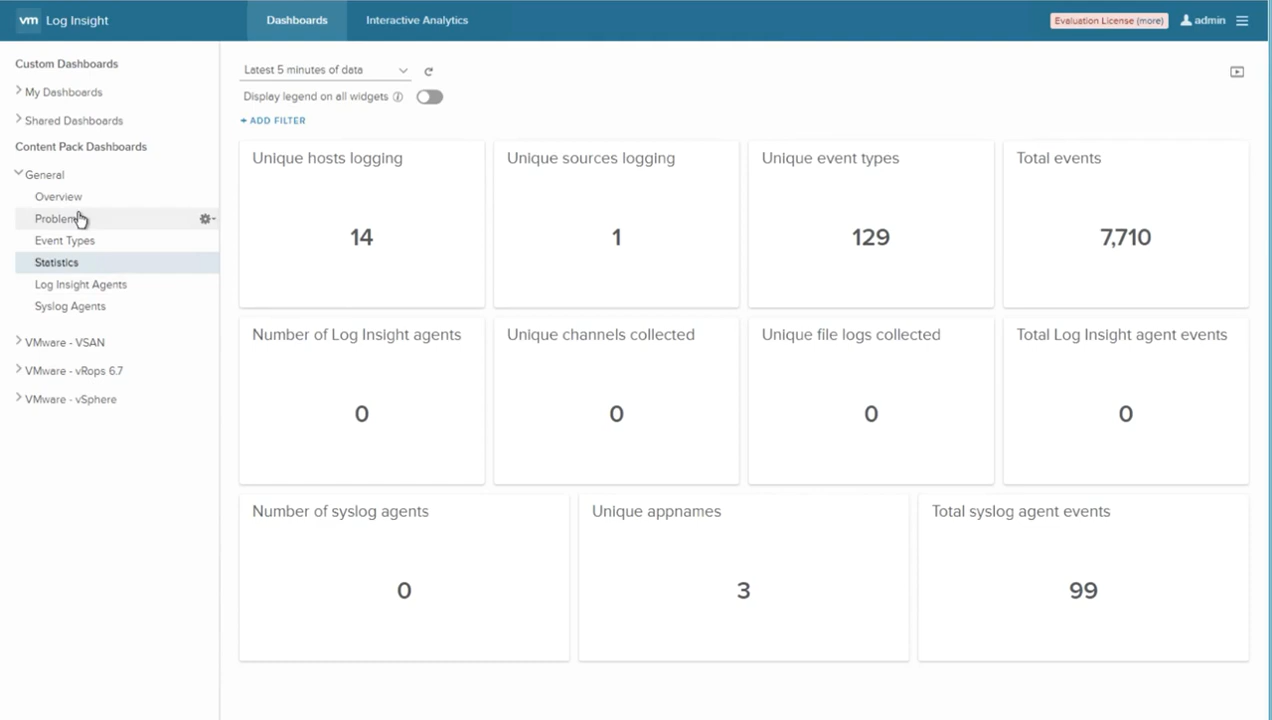 vm Log Insight Dashboards Interactive Analytics Evaluation License (more) admin
Custom Dashboards
My Dashboards
Shared Dashboards
Content Pack Dashboards
General
Overview
Problem
Event Types
Statistics
Log Insight Agents
Syslog Agents
VMware - VSAN
VMware - vRops 6.7
VMware - vSphere
Latest 5 minutes of data
Display legend on all widgets
+ ADD FILTER
Unique hosts logging
14
Unique sources logging
1
Unique event types
129
Total events
7,710
Number of Log Insight agents
0
Unique channels collected
0
Unique file logs collected
0
Total Log Insight agent events
0
Number of syslog agents
0
Unique appnames
3
Total syslog agent events
99